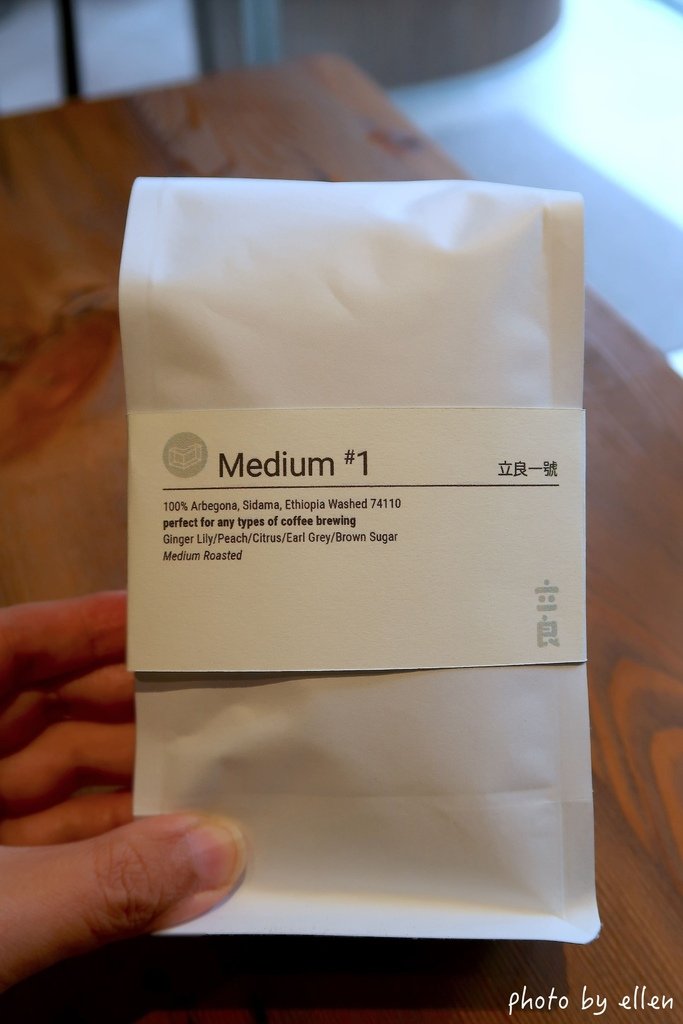 Medium #1
立良一號
100% Arbegona, Sidama, Ethiopia Washed 74110
perfect for any types of coffee brewing
Ginger Lily/Peach/Citrus/Earl Grey/Brown Sugar
Medium Roasted
立良
photo by ellen